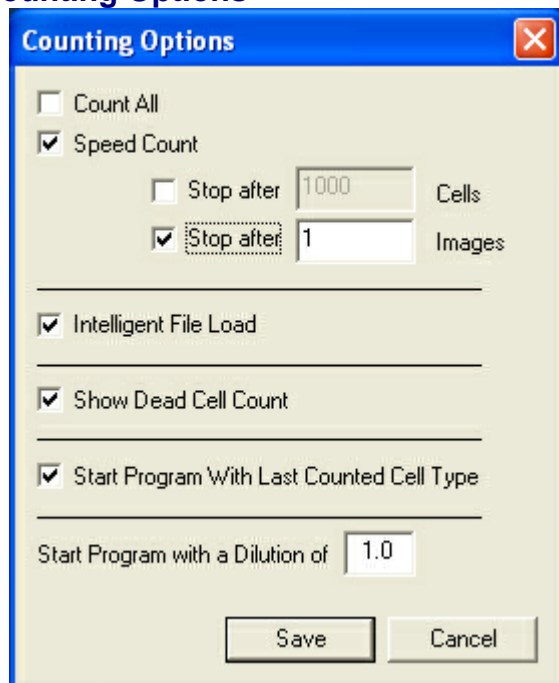 Counting Options
Count All
Speed Count
Stop after 1000 Cells
Stop after 1 Images
Intelligent File Load
Show Dead Cell Count
Start Program With Last Counted Cell Type
Start Program with a Dilution of 1.0
Save Cancel